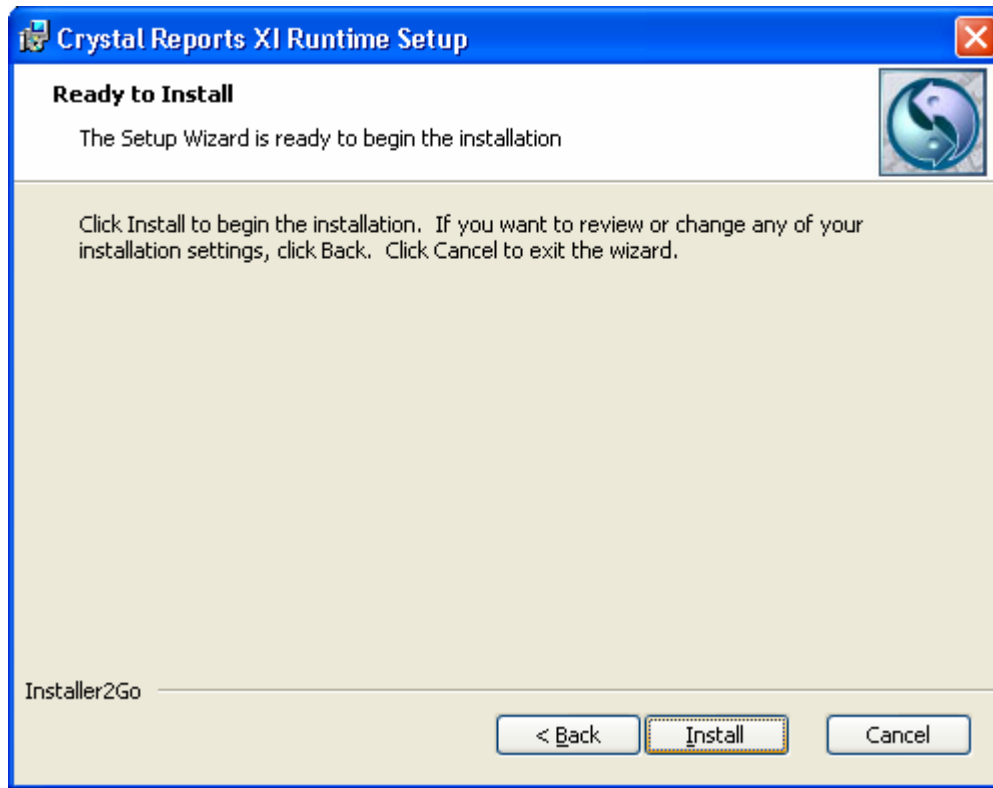 Crystal Reports XI Runtime Setup
Ready to Install
The Setup Wizard is ready to begin the installation
Click Install to begin the installation.  If you want to review or change any of your
installation settings, click Back.  Click Cancel to exit the wizard.
Installer2Go
< Back Install Cancel